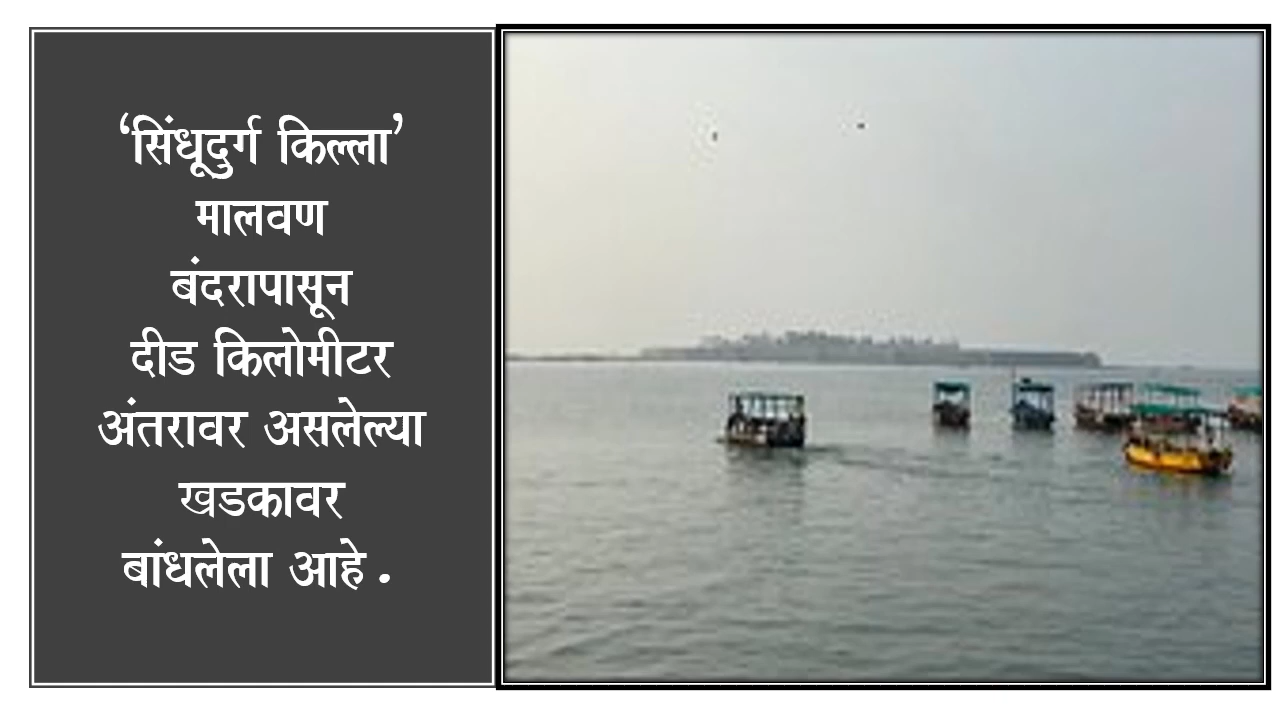 ‘सिंधूदुर्ग किल्ला’
मालवण
बंदरापासून
दीड किलोमीटर
अंतरावर असलेल्या
खडकावर
बांधलेला आहे.